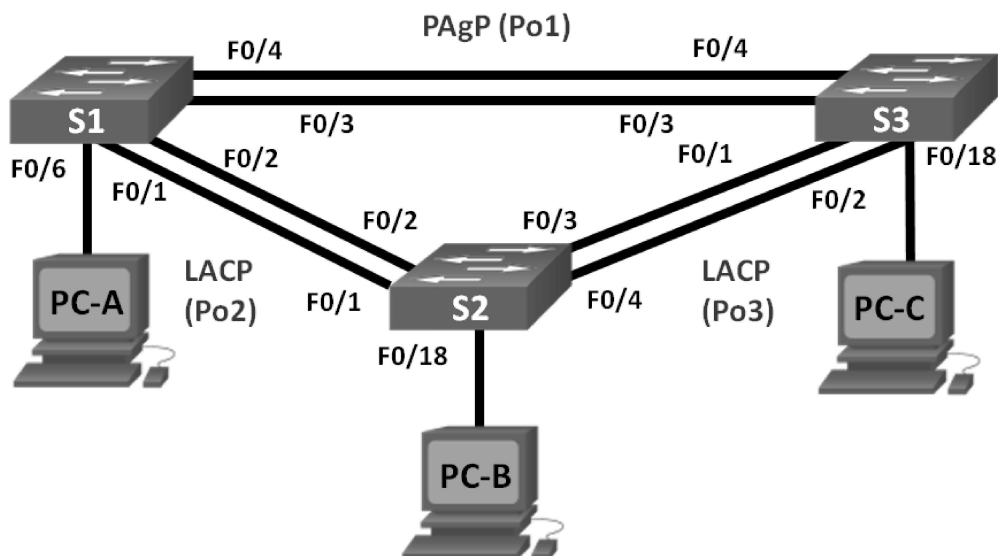 PAgP (Po1)
F0/4
F0/4
S1
S3
F0/3
F0/3
F0/6
F0/2
F0/1
F0/18
F0/1
F0/2
F0/2
F0/3
PC-A
LACP
(Po2)
F0/1
S2
F0/4
LACP
(Po3)
PC-C
F0/18
PC-B